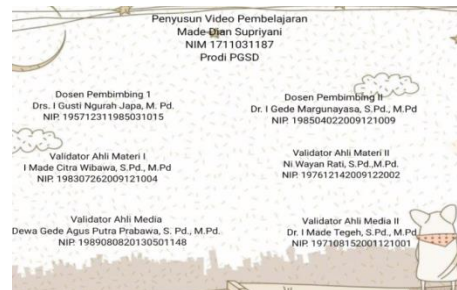 Penyusun Video Pembelajaran
Made Dian Supriyani
NIM 1711031187
Prodi PGSD
Dosen Pembimbing 1
Drs. I Gusti Ngurah Japa, M. Pd.
NIP. 195712311985031015
Dosen Pembimbing II
Dr. I Gede Margunayasa, S.Pd., M.Pd
NIP. 198504022009121009
Validator Ahli Materi I
I Made Citra Wibawa, S.Pd., M.Pd
NIP. 198307262009121004
Validator Ahli Materi II
Ni Wayan Rati, S.Pd.,M.Pd.
NIP. 197612142009122002
Validator Ahli Media
Dewa Gede Agus Putra Prabawa, S. Pd., M.Pd.
NIP. 1989080820130501148
Validator Ahli Media II
Dr. I Made Tegeh, S.Pd., M.Pd
NIP. 197108152001121001